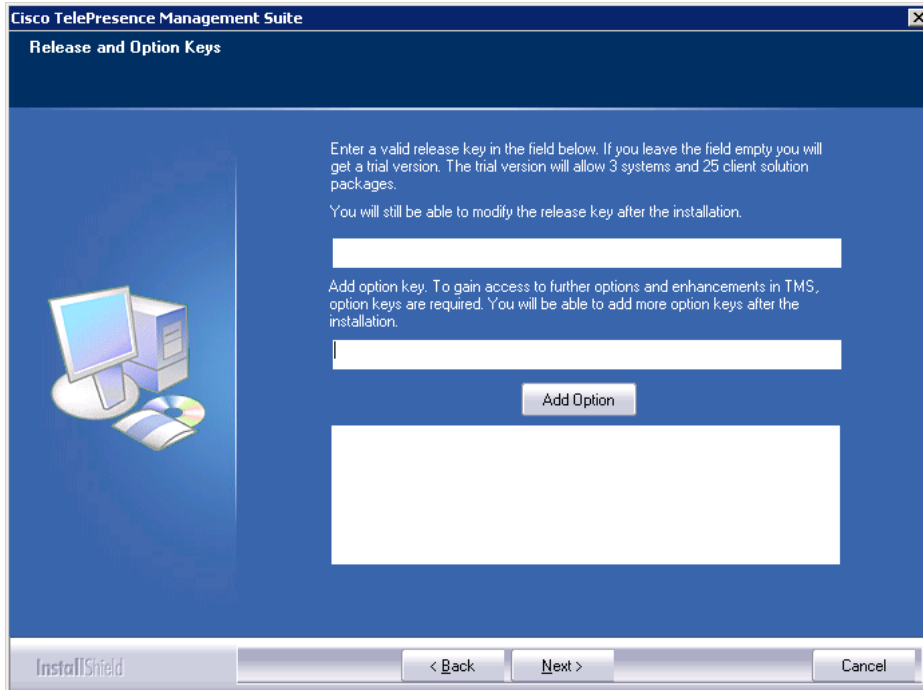 Cisco TelePresence Management Suite
Release and Option Keys
Enter a valid release key in the field below. If you leave the field empty you will
get a trial version. The trial version will allow 3 systems and 25 client solution
packages.
You will still be able to modify the release key after the installation.
Add option key. To gain access to further options and enhancements in TMS,
option keys are required. You will be able to add more option keys after the
installation.
Add Option
InstallShield
< Back
Next >
Cancel